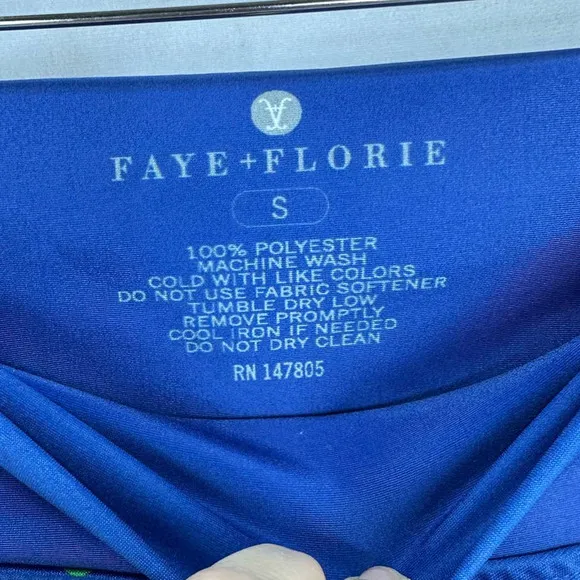 FAYE+FLORIE
S
100% POLYESTER
MACHINE WASH
COLD WITH LIKE COLORS
DO NOT USE FABRIC SOFTENER
TUMBLE DRY LOW
REMOVE PROMPTLY
COOL IRON IF NEEDED
DO NOT DRY CLEAN
RN 147805